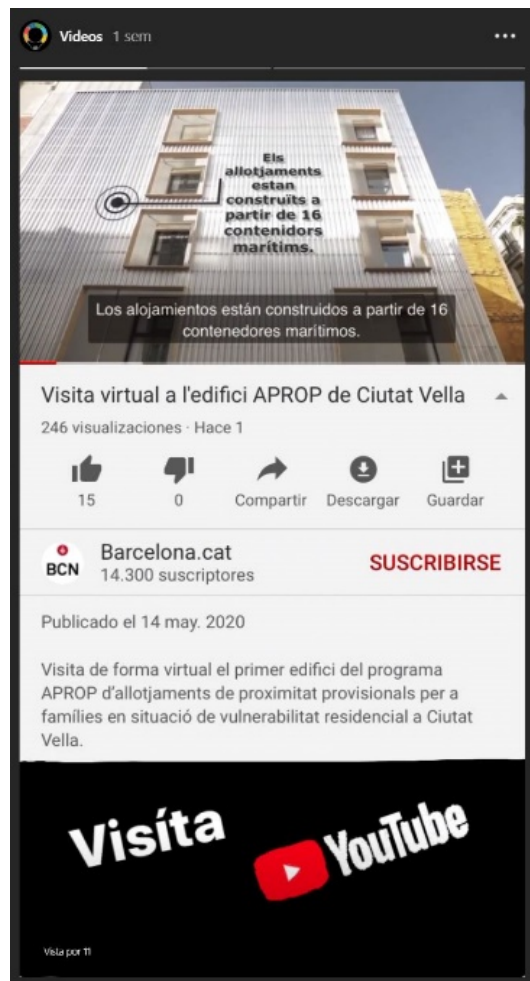 Videos 1 sem
Els
allotjaments
estan
construïts a
partir de 16
contenidors
marítims.
Los alojamientos están construidos a partir de 16
contenedores marítimos.
Visita virtual a l'edifici APROP de Ciutat Vella
246 visualizaciones · Hace 1
15 0 Compartir Descargar Guardar
BCN
Barcelona.cat
14.300 suscriptores
SUSCRIBIRSE
Publicado el 14 may. 2020
Visita de forma virtual el primer edifici del programa
APROP d'allotjaments de proximitat provisionals per a
famílies en situació de vulnerabilitat residencial a Ciutat
Vella.
Visíta
YouTube
Vista por 11